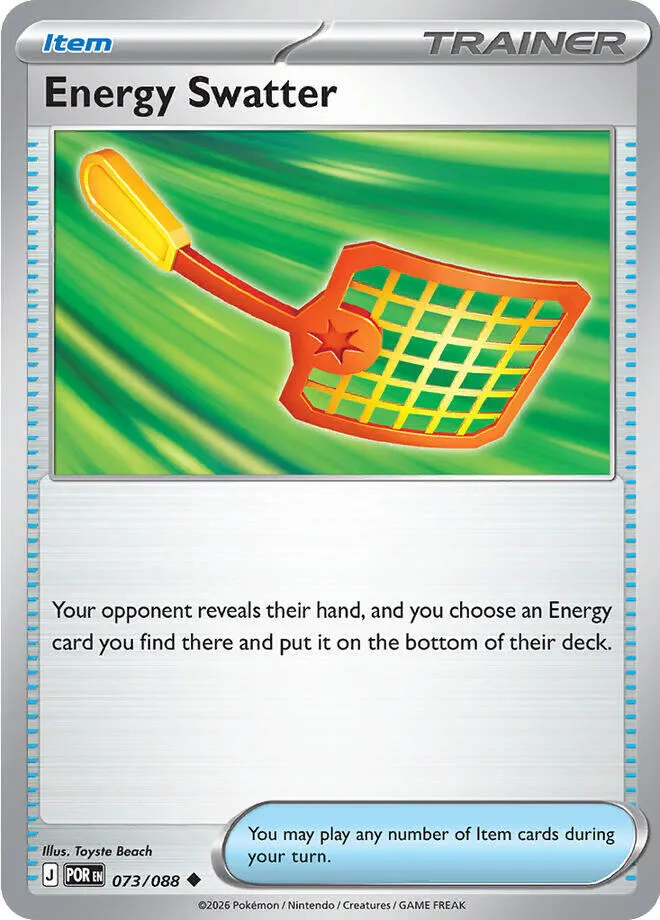 Item
TRAINER
Energy Swatter
Your opponent reveals their hand, and you choose an Energy
card you find there and put it on the bottom of their deck.
Illus. Toyste Beach
You may play any number of Item cards during
your turn.
J POR EN 073/088 ◆
©2026 Pokémon / Nintendo / Creatures / GAME FREAK